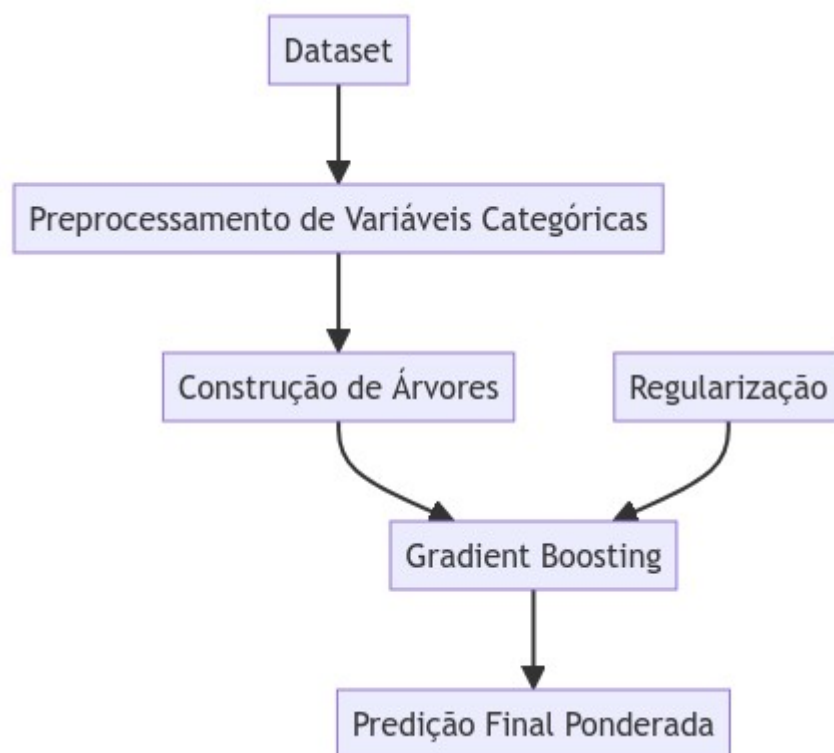 Dataset
Preprocessamento de Variáveis Categóricas
Construção de Árvores
Regularização
Gradient Boosting
Predição Final Ponderada